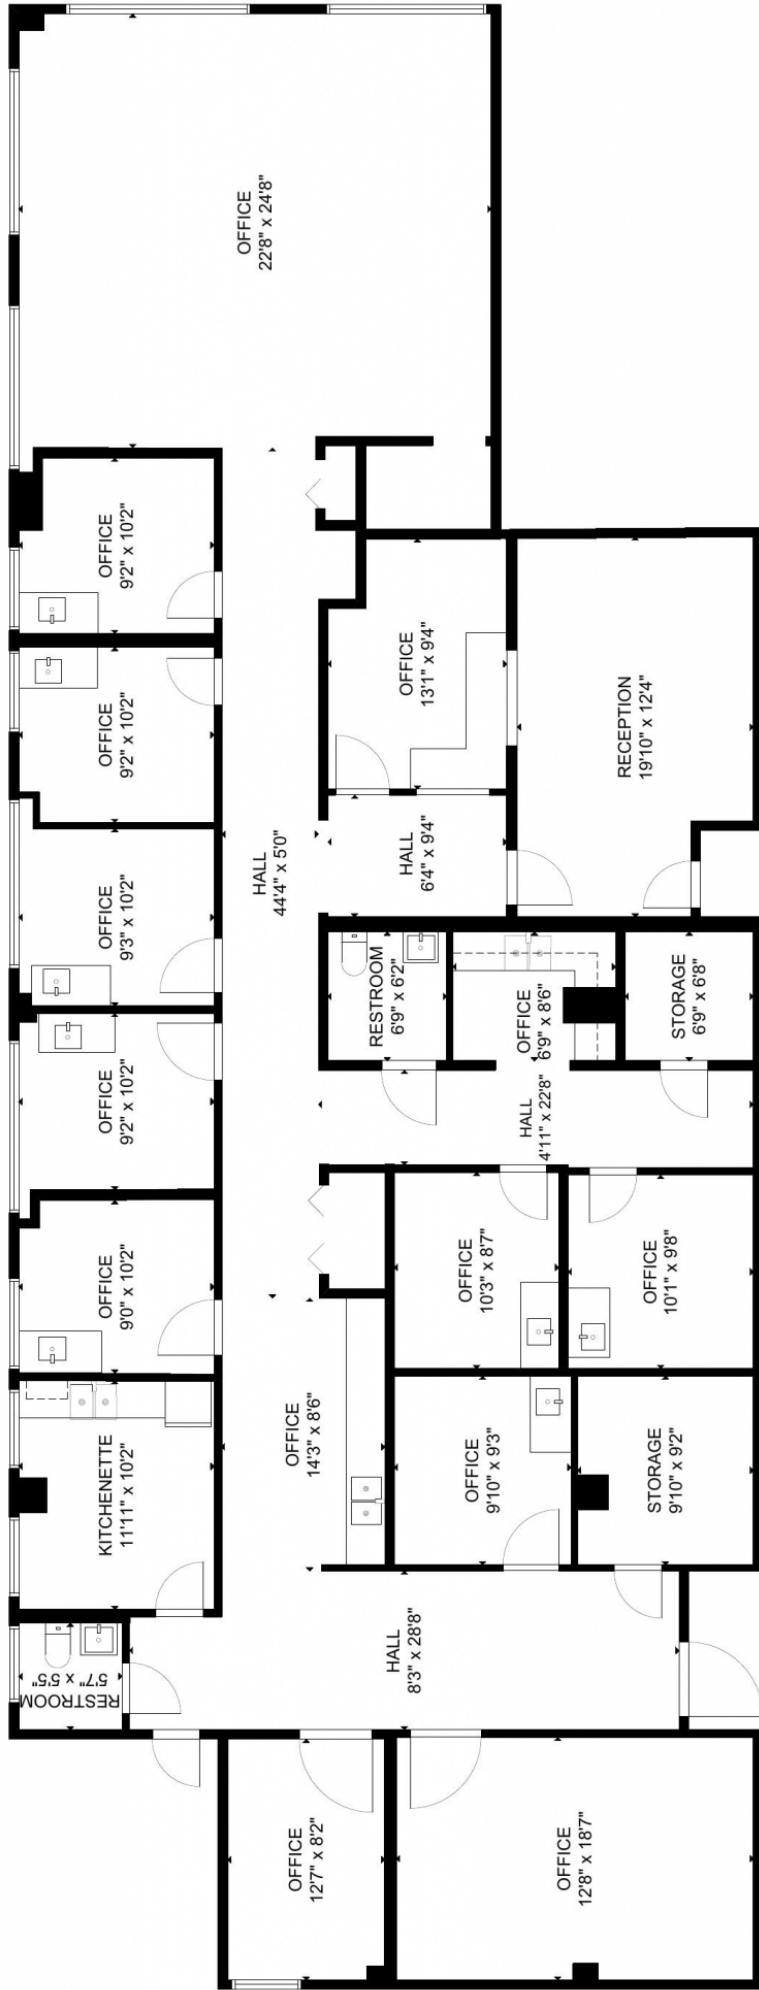 OFFICE
22'8" x 24'8"
OFFICE
9'2" x 10'2"
OFFICE
9'2" x 10'2"
OFFICE
13'1" x 9'4"
RECEPTION
19'10" x 12'4"
HALL
44'4" x 5'0"
HALL
6'4" x 9'4"
OFFICE
9'3" x 10'2"
RESTROOM
6'9" x 6'2"
OFFICE
6'9" x 8'6"
STORAGE
6'9" x 6'8"
OFFICE
9'2" x 10'2"
HALL
4'11" x 22'8"
OFFICE
9'0" x 10'2"
OFFICE
10'3" x 8'7"
OFFICE
10'1" x 9'8"
KITCHENETTE
11'11" x 10'2"
OFFICE
14'3" x 8'6"
OFFICE
9'10" x 9'3"
STORAGE
9'10" x 9'2"
RESTROOM
5'7" x 5'5"
HALL
8'3" x 28'8"
OFFICE
12'7" x 8'2"
OFFICE
12'8" x 18'7"